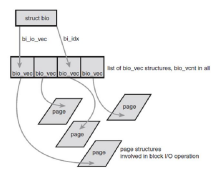 struct bio
bi_io_vec
bi_idx
bio_vec bio_vec bio_vec bio_vec
list of bio_vec structures, bio_vcnt in all
page
page
page
page
page structures
involved in block I/O operation